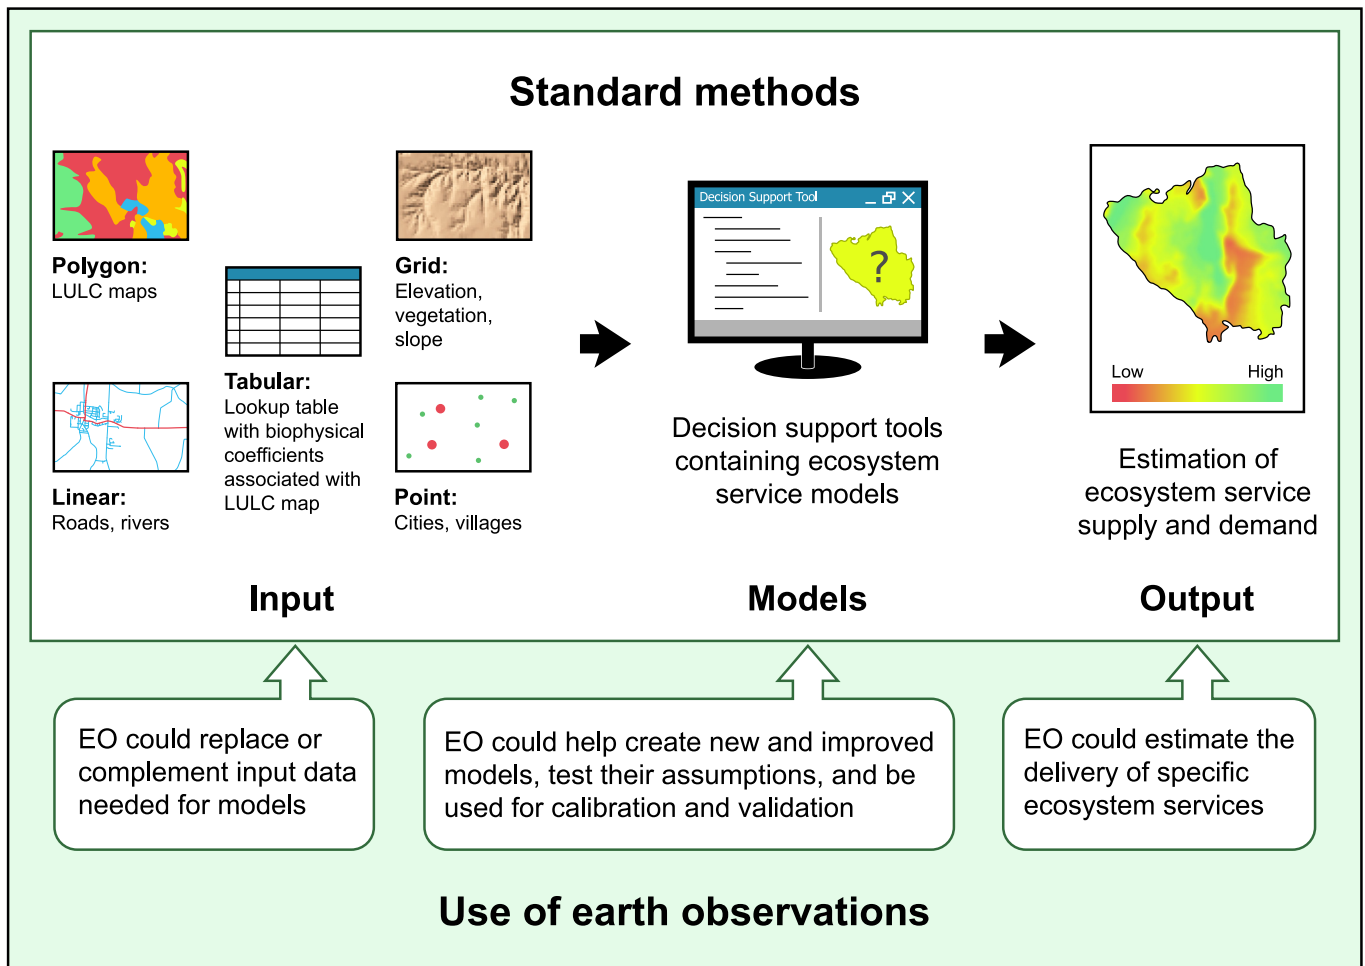 Standard methods
Polygon:
LULC maps
Tabular:
Lookup table
with biophysical
coefficients
associated with
LULC map
Grid:
Elevation,
vegetation,
slope
Linear:
Roads, rivers
Point:
Cities, villages
Input
Decision Support Tool
?
Decision support tools
containing ecosystem
service models
Models
Low High
Estimation of
ecosystem service
supply and demand
Output
EO could replace or
complement input data
needed for models
EO could help create new and improved
models, test their assumptions, and be
used for calibration and validation
EO could estimate the
delivery of specific
ecosystem services
Use of earth observations